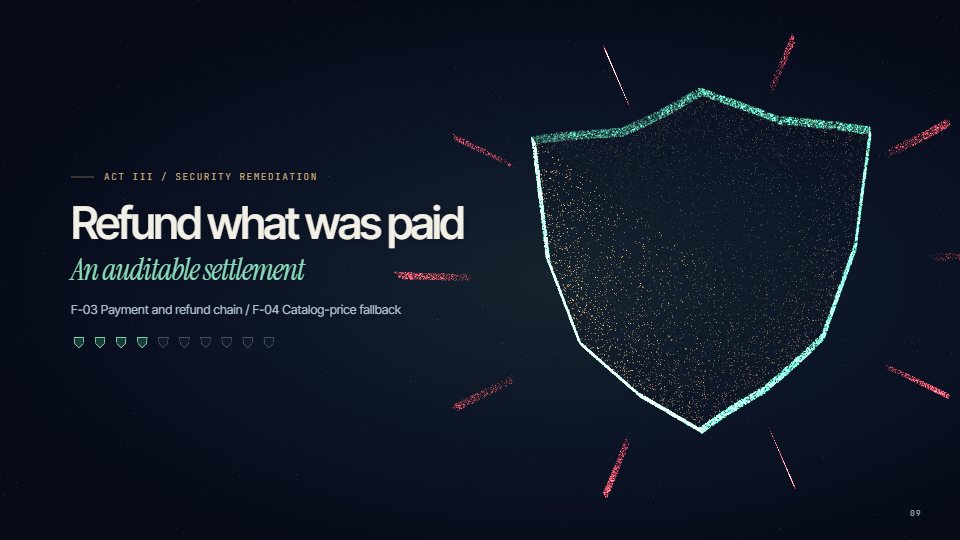 ACT III / SECURITY REMEDIATION
Refund what was paid
An auditable settlement
F-03 Payment and refund chain / F-04 Catalog-price fallback
09